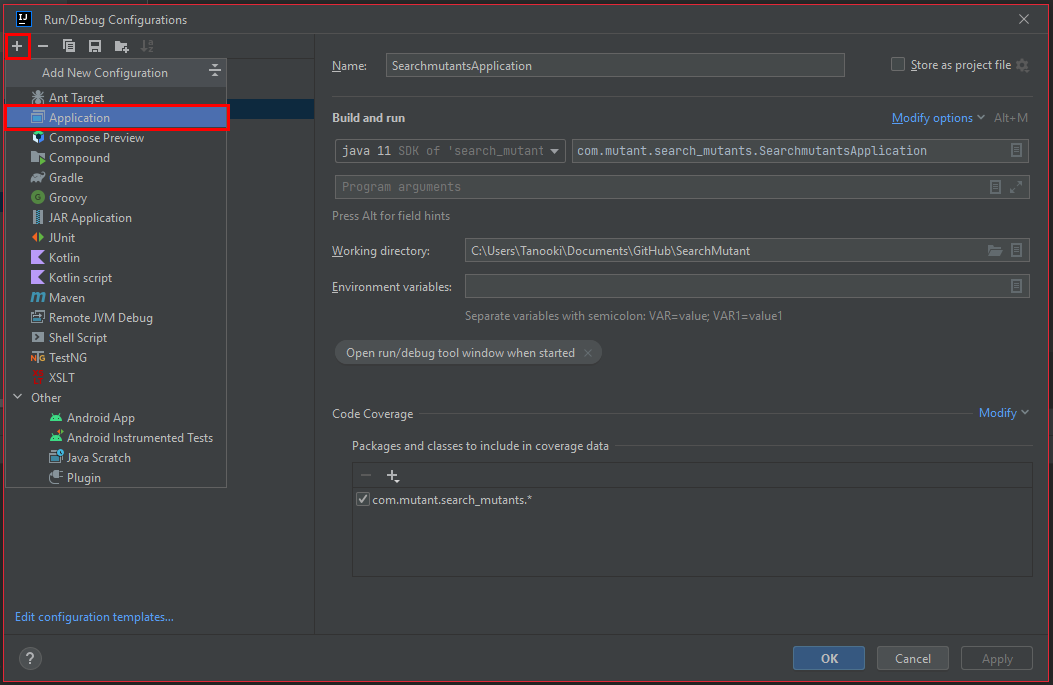 IJ
Run/Debug Configurations
Add New Configuration
Ant Target
Application
Compose Preview
Compound
Gradle
G Groovy
JAR Application
JUnit
Kotlin
Kotlin script
m Maven
Remote JVM Debug
Shell Script
NTG TestNG
XSLT
Other
Android App
Android Instrumented Tests
Java Scratch
Plugin
Edit configuration templates...
?
Name: SearchmutantsApplication
Store as project file
Build and run
Modify options Alt+M
java 11 SDK of 'search_mutant
com.mutant.search_mutants.SearchmutantsApplication
Program arguments
Press Alt for field hints
Working directory: C:\Users\Tanooki\Documents\GitHub\SearchMutant
Environment variables:
Separate variables with semicolon: VAR=value; VAR1=value1
Open run/debug tool window when started
Code Coverage
Modify
Packages and classes to include in coverage data
com.mutant.search_mutants.*
OK
Cancel
Apply